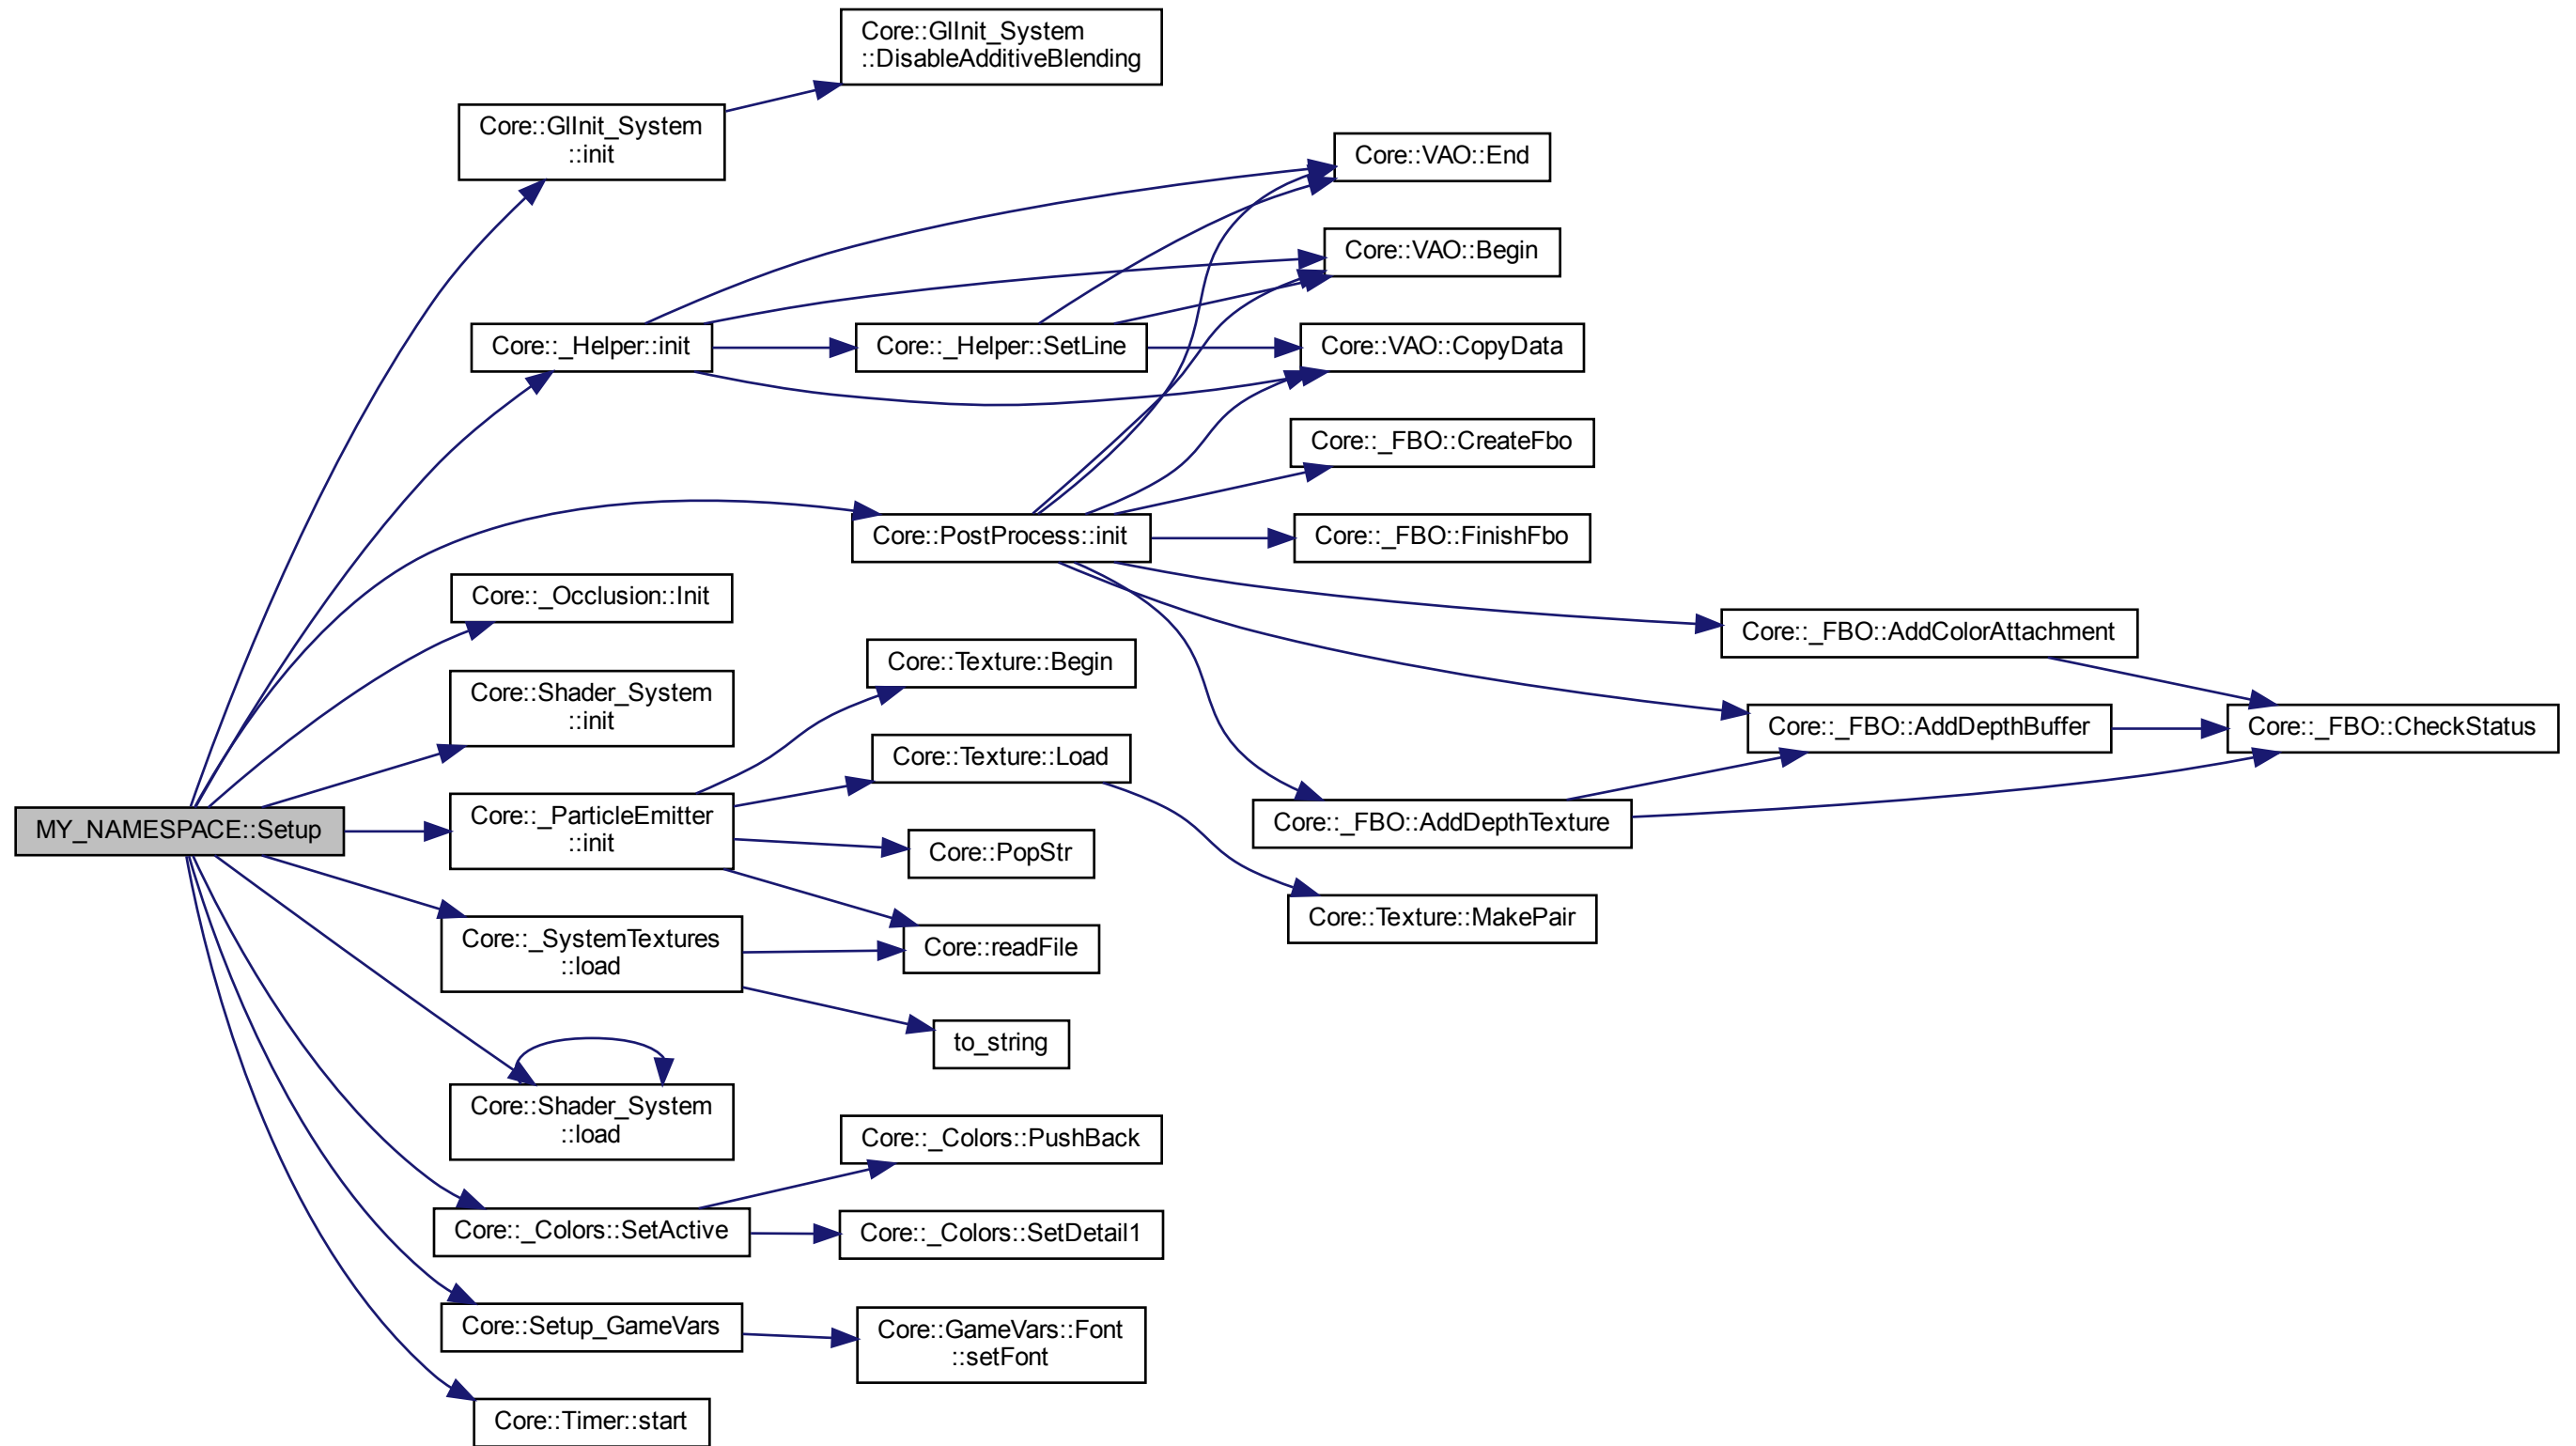 Core::GlInit_System
::DisableAdditiveBlending
Core::GlInit_System
::init
Core::VAO::End
Core::VAO::Begin
Core::_Helper::init
Core::_Helper::SetLine
Core::VAO::CopyData
Core::_FBO::CreateFbo
Core::PostProcess::init
Core::_FBO::FinishFbo
Core::_Occlusion::Init
Core::_FBO::AddColorAttachment
Core::Texture::Begin
Core::Shader_System
::init
Core::_FBO::AddDepthBuffer
Core::_FBO::CheckStatus
Core::Texture::Load
MY_NAMESPACE::Setup
Core::_ParticleEmitter
::init
Core::_FBO::AddDepthTexture
Core::PopStr
Core::Texture::MakePair
Core::_SystemTextures
::load
Core::readFile
to_string
Core::Shader_System
::load
Core::_Colors::PushBack
Core::_Colors::SetActive
Core::_Colors::SetDetail1
Core::Setup_GameVars
Core::GameVars::Font
::setFont
Core::Timer::start